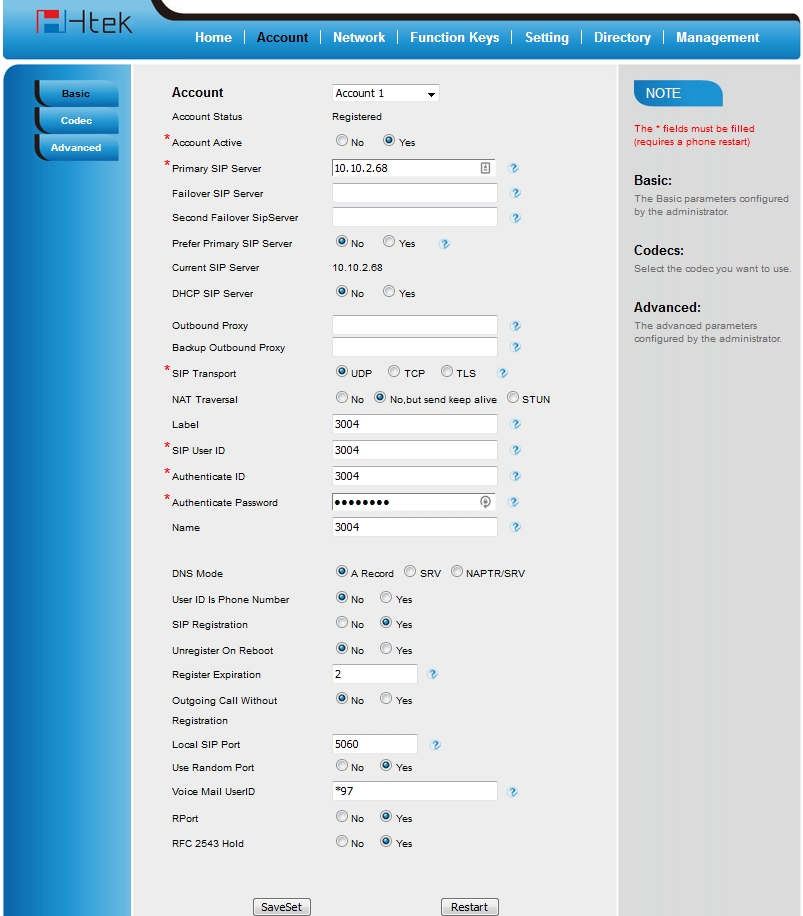 Htek
Home | Account | Network | Function Keys | Setting | Directory | Management
Basic
Codec
Advanced
Account Account 1
Account Status Registered
* Account Active No Yes
* Primary SIP Server 10.10.2.68 ?
Failover SIP Server ?
Second Failover SipServer ?
Prefer Primary SIP Server No Yes ?
Current SIP Server 10.10.2.68
DHCP SIP Server No Yes
Outbound Proxy ?
Backup Outbound Proxy ?
* SIP Transport UDP TCP TLS ?
NAT Traversal No No,but send keep alive STUN
Label 3004 ?
* SIP User ID 3004 ?
* Authenticate ID 3004 ?
* Authenticate Password •••••••• ?
Name 3004 ?
DNS Mode A Record SRV NAPTR/SRV
User ID Is Phone Number No Yes
SIP Registration No Yes
Unregister On Reboot No Yes
Register Expiration 2 ?
Outgoing Call Without No Yes
Registration
Local SIP Port 5060 ?
Use Random Port No Yes
Voice Mail UserID *97 ?
RPort No Yes
RFC 2543 Hold No Yes
SaveSet Restart
NOTE
The * fields must be filled
(requires a phone restart)
Basic:
The Basic parameters configured
by the administrator.
Codecs:
Select the codec you want to use.
Advanced:
The advanced parameters
configured by the administrator.